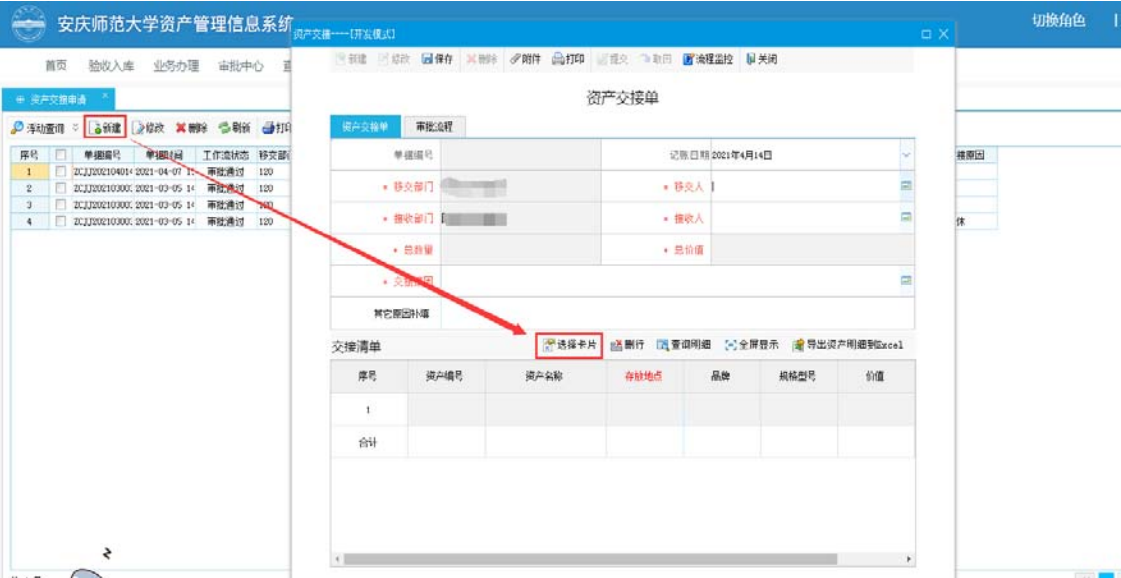 安庆师范大学资产管理信息系统
切换角色
首页 验收入库 业务办理 审批中心
资产交接申请
浮动查询 新建 修改 删除 刷新 打印
序号 单据编号 单据时间 工作流状态 移交部门
1 ZCJJ20210401 2021-04-07 1 审批通过 120
2 ZCJJ20210300 2021-03-05 1 审批通过 120
3 ZCJJ20210300 2021-03-05 1 审批通过 120
4 ZCJJ20210300 2021-03-05 1 审批通过 120
接原因
休
资产交接----[开发模式]
新建 修改 保存 删除 附件 打印 提交 取回 流程监控 关闭
资产交接单
资产交接单 审批流程
单据编号 记账日期 2021年4月14日
* 移交部门 * 移交人
* 接收部门 * 接收人
* 总数量 * 总价值
* 交接原因
其它原因补填
交接清单 选择卡片 删行 查询明细 全屏显示 导出资产明细到Excel
序号 资产编号 资产名称 存放地点 品牌 规格型号 价值
1
合计
z